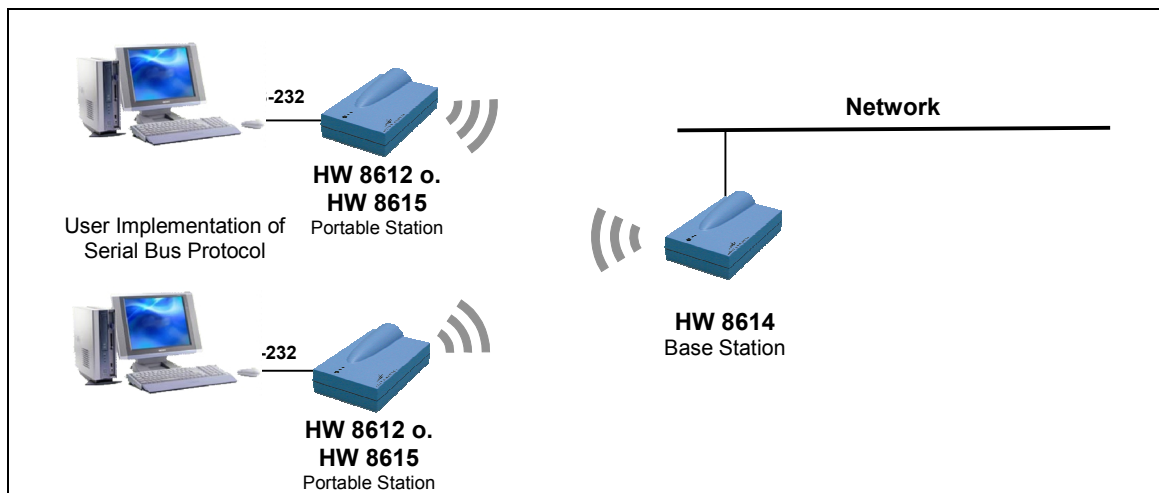 -232
Network
HW 8612 o.
HW 8615
Portable Station
User Implementation of
Serial Bus Protocol
HW 8614
Base Station
-232
HW 8612 o.
HW 8615
Portable Station